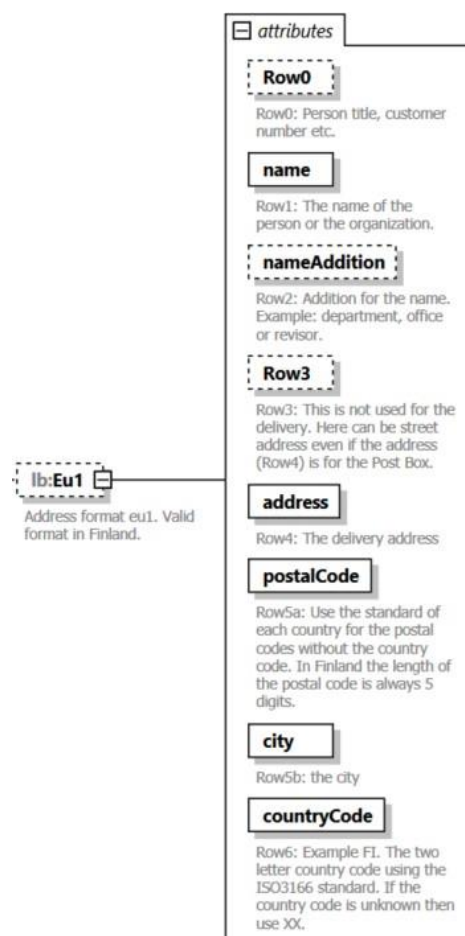 attributes
Row0
Row0: Person title, customer
number etc.
name
Row1: The name of the
person or the organization.
nameAddition
Row2: Addition for the name.
Example: department, office
or revisor.
Row3
Row3: This is not used for the
delivery. Here can be street
address even if the address
(Row4) is for the Post Box.
lb:Eu1
Address format eu1. Valid
format in Finland.
address
Row4: The delivery address
postalCode
Row5a: Use the standard of
each country for the postal
codes without the country
code. In Finland the length of
the postal code is always 5
digits.
city
Row5b: the city
countryCode
Row6: Example FI. The two
letter country code using the
ISO3166 standard. If the
country code is unknown then
use XX.